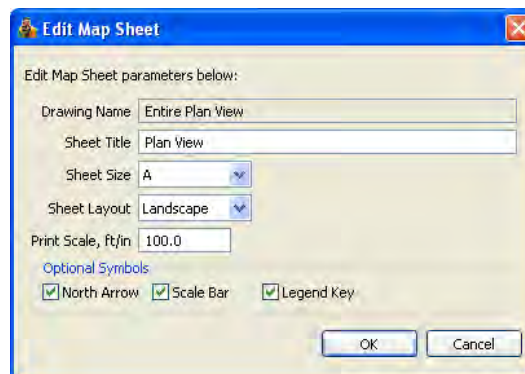 Edit Map Sheet
Edit Map Sheet parameters below:
Drawing Name Entire Plan View
Sheet Title Plan View
Sheet Size A
Sheet Layout Landscape
Print Scale, ft/in 100.0
Optional Symbols
North Arrow Scale Bar Legend Key
OK Cancel